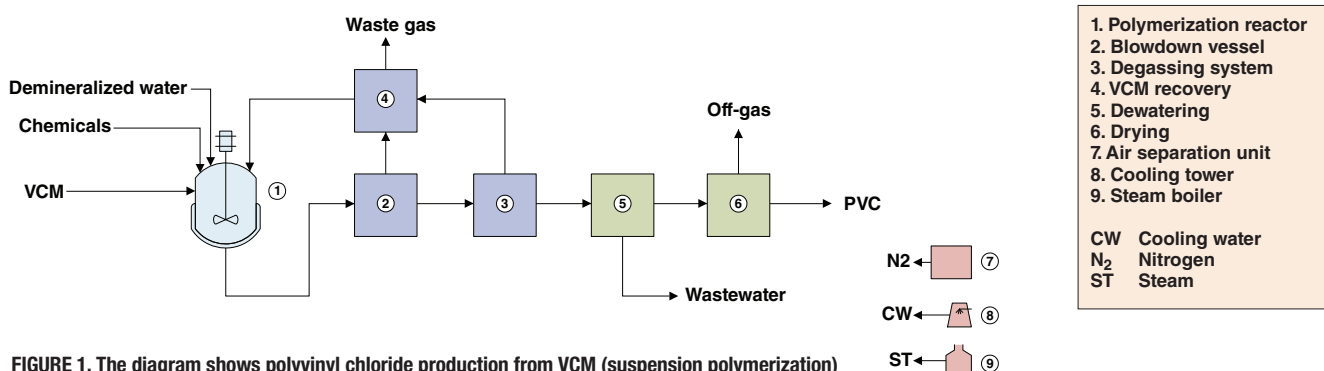 Waste gas
Demineralized water
Chemicals
VCM
1
4
2
3
Off-gas
5
6
PVC
Wastewater
N2
7
CW
8
ST
9
1. Polymerization reactor
2. Blowdown vessel
3. Degassing system
4. VCM recovery
5. Dewatering
6. Drying
7. Air separation unit
8. Cooling tower
9. Steam boiler
CW Cooling water
N2 Nitrogen
ST Steam
FIGURE 1. The diagram shows polyvinyl chloride production from VCM (suspension polymerization)